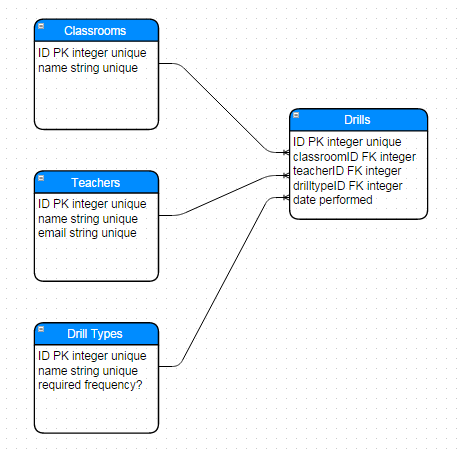 Classrooms
ID PK integer unique
name string unique
Teachers
ID PK integer unique
name string unique
email string unique
Drill Types
ID PK integer unique
name string unique
required frequency?
Drills
ID PK integer unique
classroomID FK integer
teacherID FK integer
drilltypeID FK integer
date performed